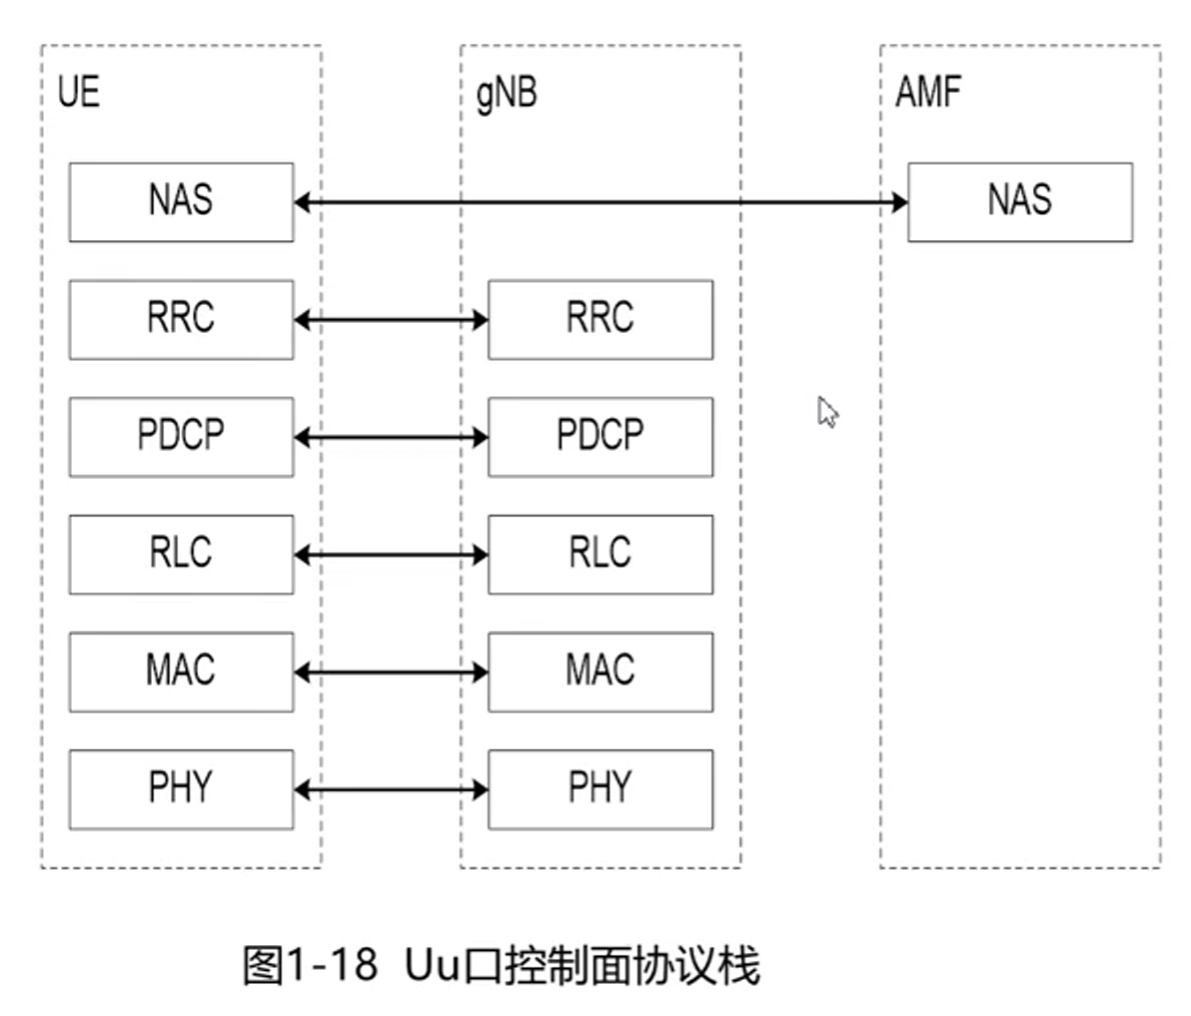 UE gNB AMF
NAS NAS
RRC RRC
PDCP PDCP
RLC RLC
MAC MAC
PHY PHY
图1-18 Uu口控制面协议栈